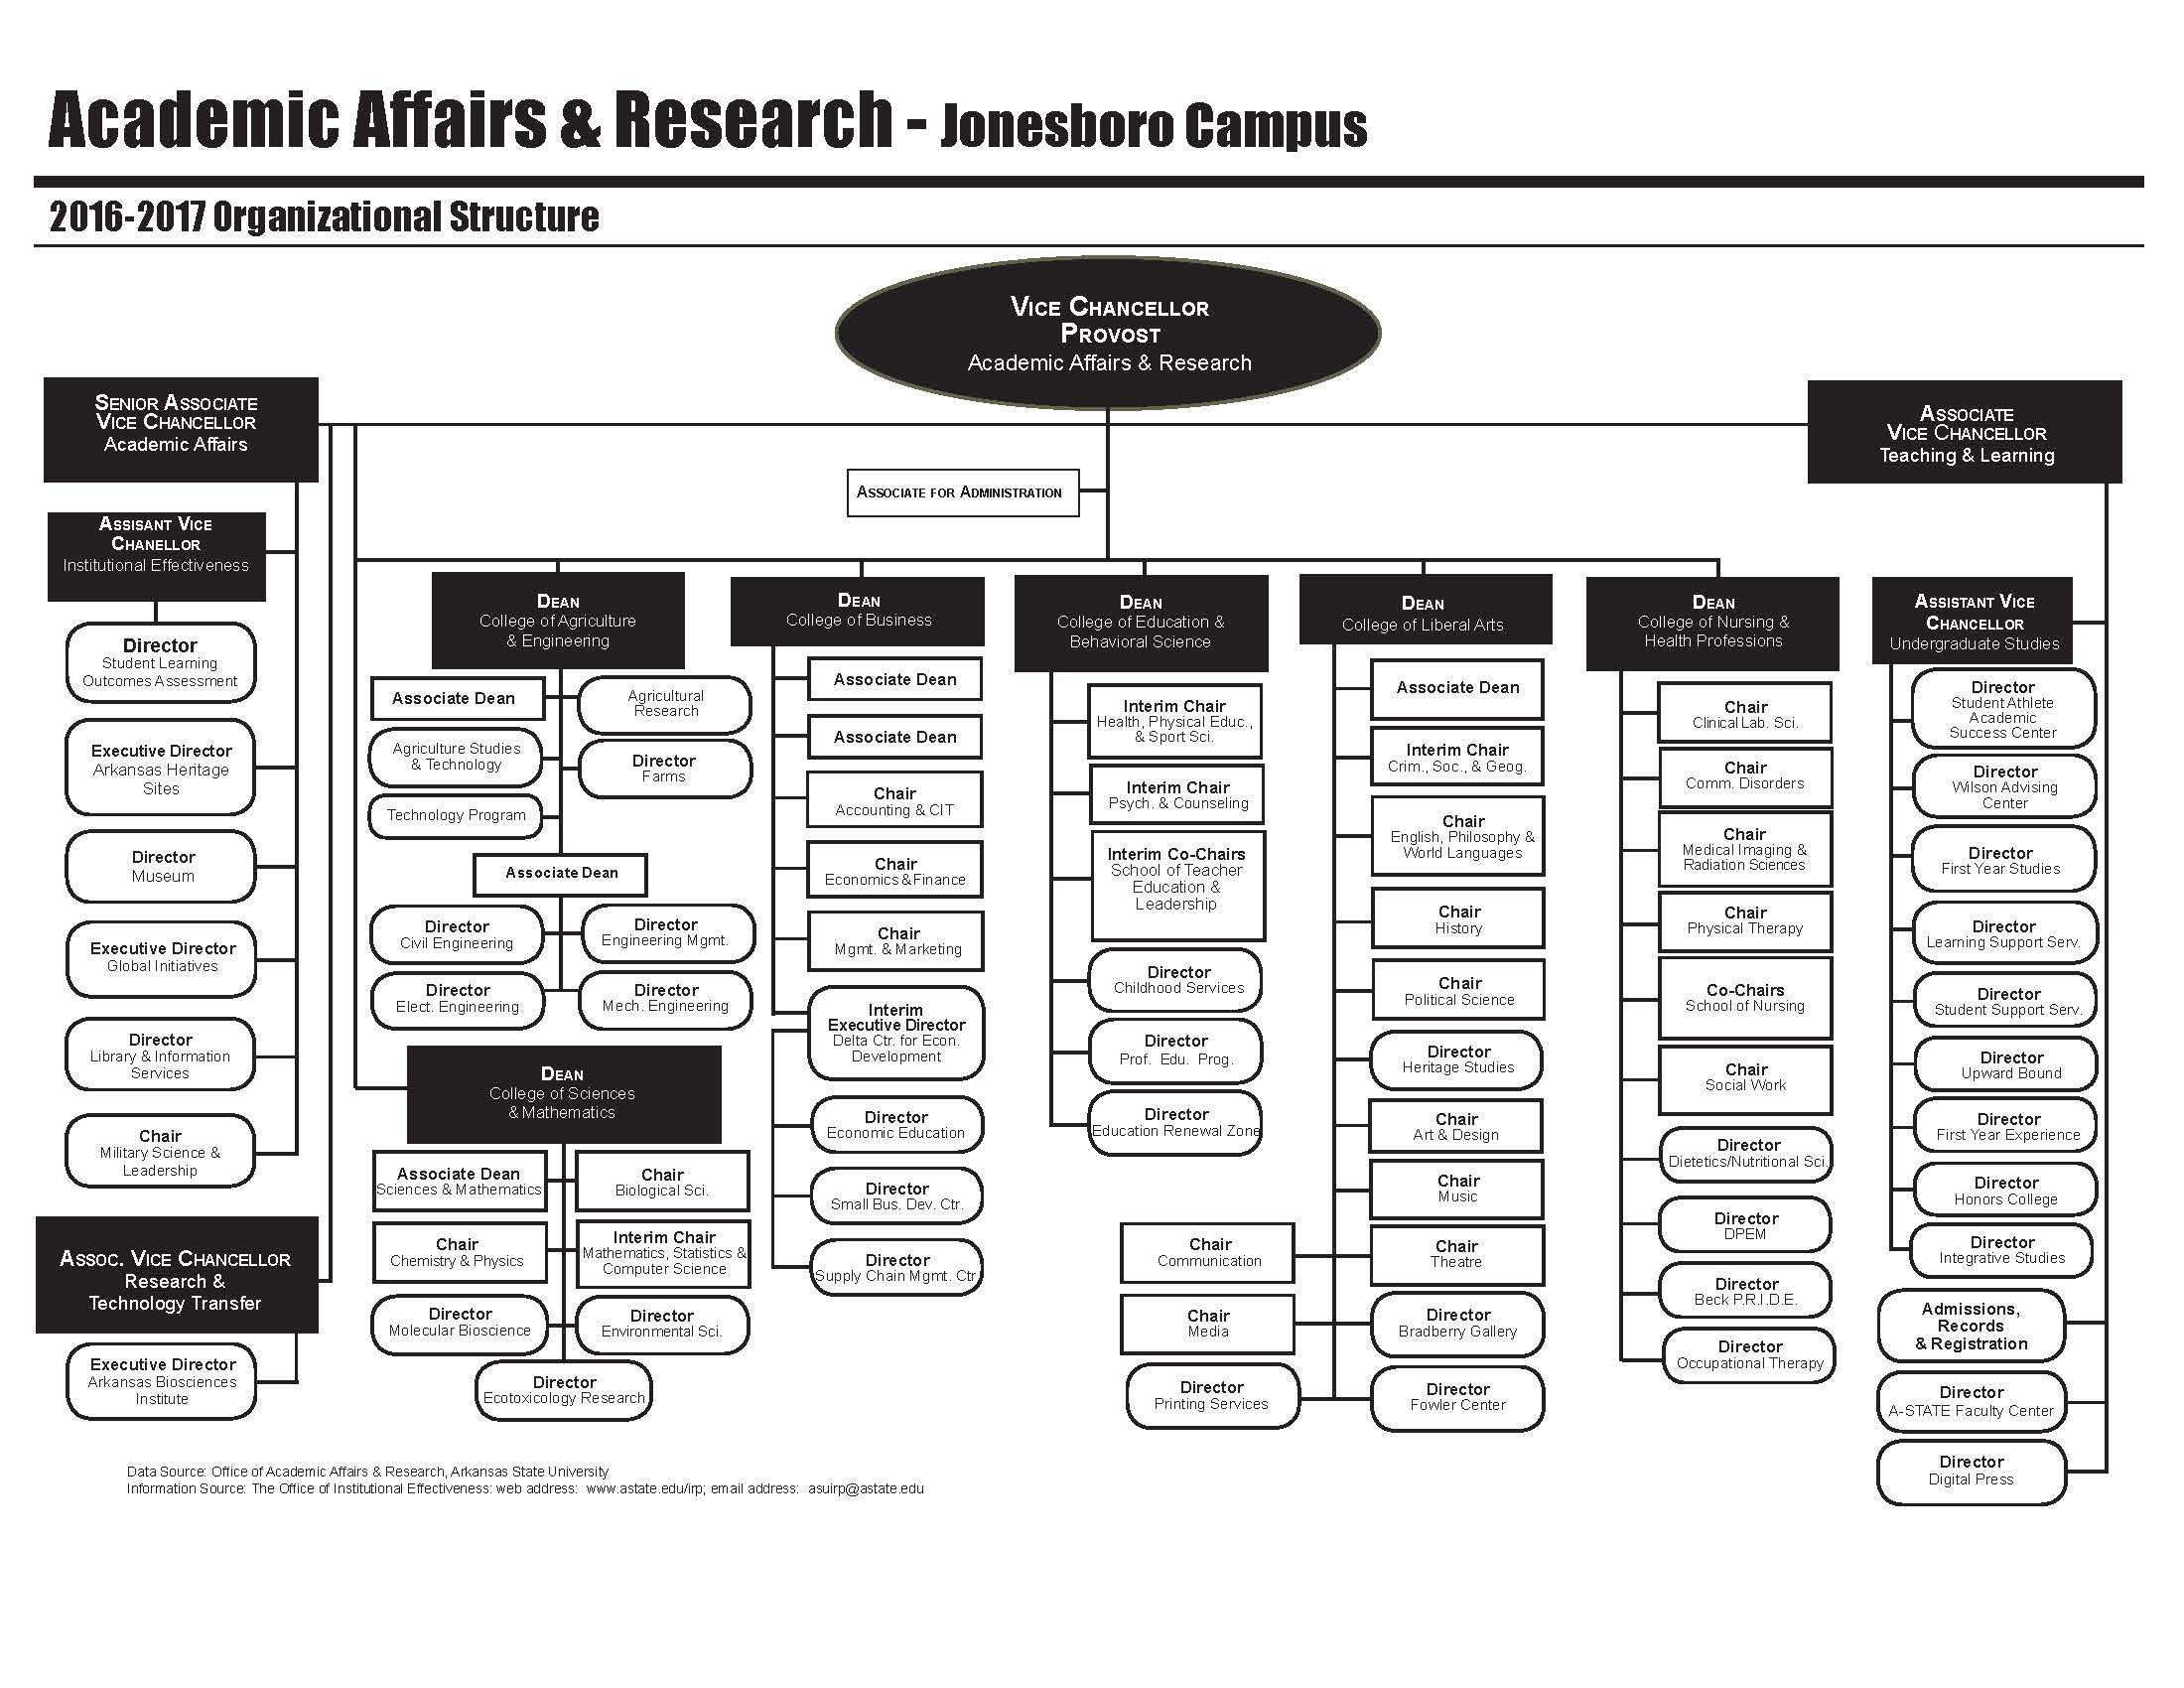 Academic Affairs & Research - Jonesboro Campus
2016-2017 Organizational Structure
VICE CHANCELLOR
PROVOST
Academic Affairs & Research
SENIOR ASSOCIATE
VICE CHANCELLOR
Academic Affairs
ASSOCIATE
VICE CHANCELLOR
Teaching & Learning
ASSOCIATE FOR ADMINISTRATION
ASSISANT VICE
CHANELLOR
Institutional Effectiveness
Director
Student Learning
Outcomes Assessment
Executive Director
Arkansas Heritage
Sites
Director
Museum
Executive Director
Global Initiatives
Director
Library & Information
Services
Chair
Military Science &
Leadership
ASSOC. VICE CHANCELLOR
Research &
Technology Transfer
Executive Director
Arkansas Biosciences
Institute
DEAN
College of Agriculture
& Engineering
Associate Dean
Agricultural
Research
Agriculture Studies
& Technology
Director
Farms
Technology Program
Associate Dean
Director
Civil Engineering
Director
Engineering Mgmt.
Director
Elect. Engineering
Director
Mech. Engineering
DEAN
College of Sciences
& Mathematics
Associate Dean
Sciences & Mathematics
Chair
Biological Sci.
Chair
Chemistry & Physics
Interim Chair
Mathematics, Statistics &
Computer Science
Director
Molecular Bioscience
Director
Environmental Sci.
Director
Ecotoxicology Research
DEAN
College of Business
Associate Dean
Associate Dean
Chair
Accounting & CIT
Chair
Economics &Finance
Chair
Mgmt. & Marketing
Interim
Executive Director
Delta Ctr. for Econ.
Development
Director
Economic Education
Director
Small Bus. Dev. Ctr.
Director
Supply Chain Mgmt. Ctr.
DEAN
College of Education &
Behavioral Science
Interim Chair
Health, Physical Educ.,
& Sport Sci.
Interim Chair
Psych. & Counseling
Interim Co-Chairs
School of Teacher
Education &
Leadership
Director
Childhood Services
Director
Prof. Edu. Prog.
Director
Education Renewal Zone
DEAN
College of Liberal Arts
Associate Dean
Interim Chair
Crim., Soc., & Geog.
Chair
English, Philosophy &
World Languages
Chair
History
Chair
Political Science
Director
Heritage Studies
Chair
Art & Design
Chair
Music
Chair
Communication
Chair
Theatre
Chair
Media
Director
Bradberry Gallery
Director
Printing Services
Director
Fowler Center
DEAN
College of Nursing &
Health Professions
Chair
Clinical Lab. Sci.
Chair
Comm. Disorders
Chair
Medical Imaging &
Radiation Sciences
Chair
Physical Therapy
Co-Chairs
School of Nursing
Chair
Social Work
Director
Dietetics/Nutritional Sci.
Director
DPEM
Director
Beck P.R.I.D.E.
Director
Occupational Therapy
ASSISTANT VICE
CHANCELLOR
Undergraduate Studies
Director
Student Athlete
Academic
Success Center
Director
Wilson Advising
Center
Director
First Year Studies
Director
Learning Support Serv.
Director
Student Support Serv.
Director
Upward Bound
Director
First Year Experience
Director
Honors College
Director
Integrative Studies
Admissions,
Records
& Registration
Director
A-STATE Faculty Center
Director
Digital Press
Data Source: Office of Academic Affairs & Research, Arkansas State University
Information Source: The Office of Institutional Effectiveness: web address: www.astate.edu/irp; email address: asuirp@astate.edu